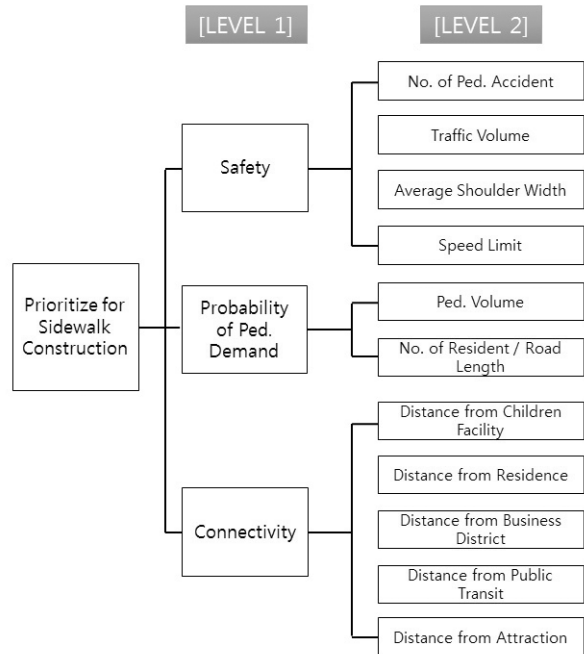 [LEVEL 1]
[LEVEL 2]
Prioritize for
Sidewalk
Construction
Safety
No. of Ped. Accident
Traffic Volume
Average Shoulder Width
Speed Limit
Probability
of Ped.
Demand
Ped. Volume
No. of Resident / Road
Length
Connectivity
Distance from Children
Facility
Distance from Residence
Distance from Business
District
Distance from Public
Transit
Distance from Attraction